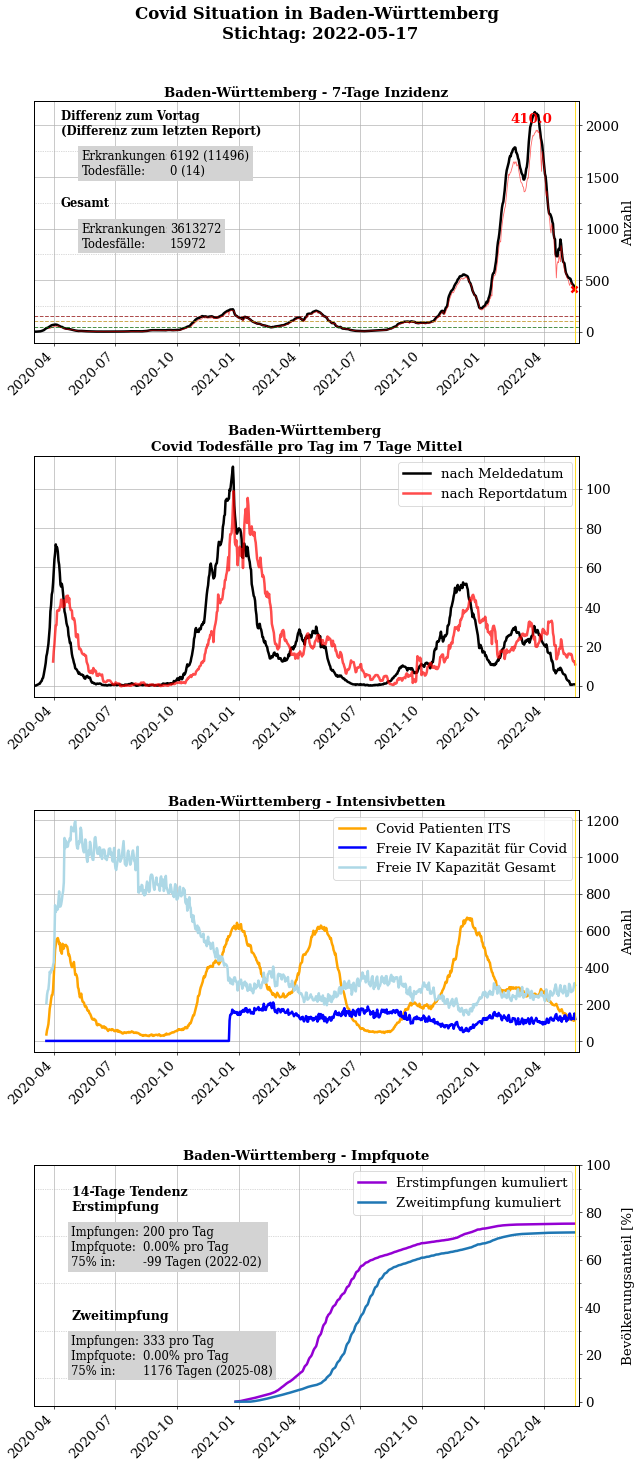 Covid Situation in Baden-Württemberg
Stichtag: 2022-05-17
Baden-Württemberg - 7-Tage Inzidenz
Differenz zum Vortag
(Differenz zum letzten Report)
Erkrankungen 6192 (11496)
Todesfälle: 0 (14)
Gesamt
Erkrankungen 3613272
Todesfälle: 15972
410.0
2000
1500
1000
500
0
Anzahl
2020-04 2020-07 2020-10 2021-01 2021-04 2021-07 2021-10 2022-01 2022-04
Baden-Württemberg
Covid Todesfälle pro Tag im 7 Tage Mittel
nach Meldedatum
nach Reportdatum
100
80
60
40
20
0
2020-04 2020-07 2020-10 2021-01 2021-04 2021-07 2021-10 2022-01 2022-04
Baden-Württemberg - Intensivbetten
Covid Patienten ITS
Freie IV Kapazität für Covid
Freie IV Kapazität Gesamt
1200
1000
800
600
400
200
0
Anzahl
2020-04 2020-07 2020-10 2021-01 2021-04 2021-07 2021-10 2022-01 2022-04
Baden-Württemberg - Impfquote
14-Tage Tendenz
Erstimpfung
Impfungen: 200 pro Tag
Impfquote: 0.00% pro Tag
75% in: -99 Tagen (2022-02)
Zweitimpfung
Impfungen: 333 pro Tag
Impfquote: 0.00% pro Tag
75% in: 1176 Tagen (2025-08)
Erstimpfungen kumuliert
Zweitimpfung kumuliert
100
80
60
40
20
0
Bevölkerungsanteil [%]
2020-04 2020-07 2020-10 2021-01 2021-04 2021-07 2021-10 2022-01 2022-04